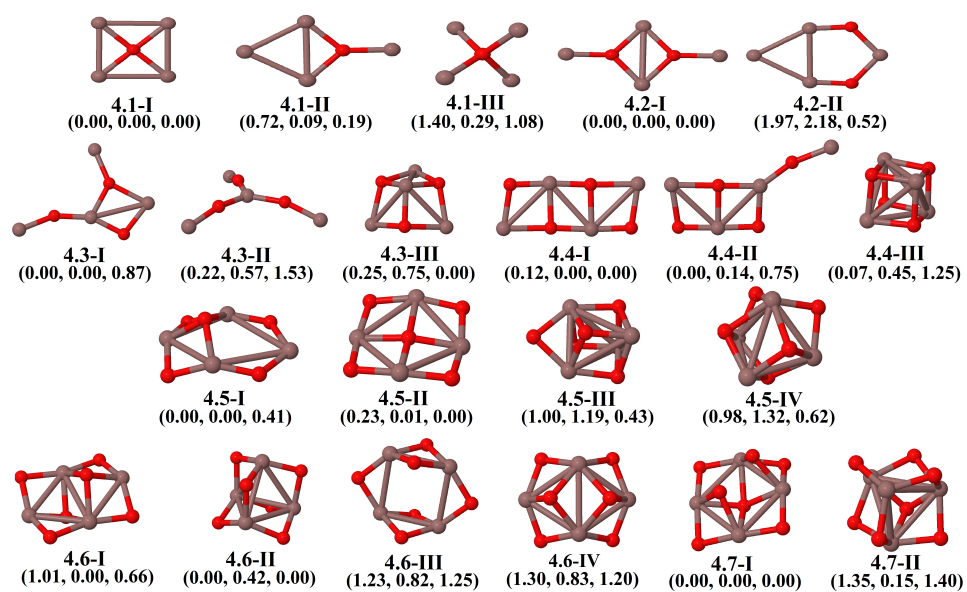 4.1-I 4.1-II 4.1-III 4.2-I 4.2-II
(0.00, 0.00, 0.00) (0.72, 0.09, 0.19) (1.40, 0.29, 1.08) (0.00, 0.00, 0.00) (1.97, 2.18, 0.52)
4.3-I 4.3-II 4.3-III 4.4-I 4.4-II 4.4-III
(0.00, 0.00, 0.87) (0.22, 0.57, 1.53) (0.25, 0.75, 0.00) (0.12, 0.00, 0.00) (0.00, 0.14, 0.75) (0.07, 0.45, 1.25)
4.5-I 4.5-II 4.5-III 4.5-IV
(0.00, 0.00, 0.41) (0.23, 0.01, 0.00) (1.00, 1.19, 0.43) (0.98, 1.32, 0.62)
4.6-I 4.6-II 4.6-III 4.6-IV 4.7-I 4.7-II
(1.01, 0.00, 0.66) (0.00, 0.42, 0.00) (1.23, 0.82, 1.25) (1.30, 0.83, 1.20) (0.00, 0.00, 0.00) (1.35, 0.15, 1.40)